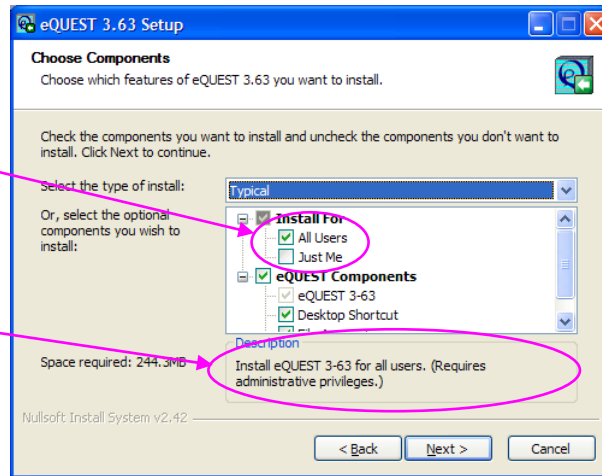 eQUEST 3.63 Setup
Choose Components
Choose which features of eQUEST 3.63 you want to install.
Check the components you want to install and uncheck the components you don't want to
install. Click Next to continue.
Select the type of install:
Typical
Or, select the optional
components you wish to
install:
Install For
All Users
Just Me
eQUEST Components
eQUEST 3-63
Desktop Shortcut
Description
Space required: 244.3MB
Install eQUEST 3-63 for all users. (Requires
administrative privileges.)
Nullsoft Install System v2.42
< Back
Next >
Cancel